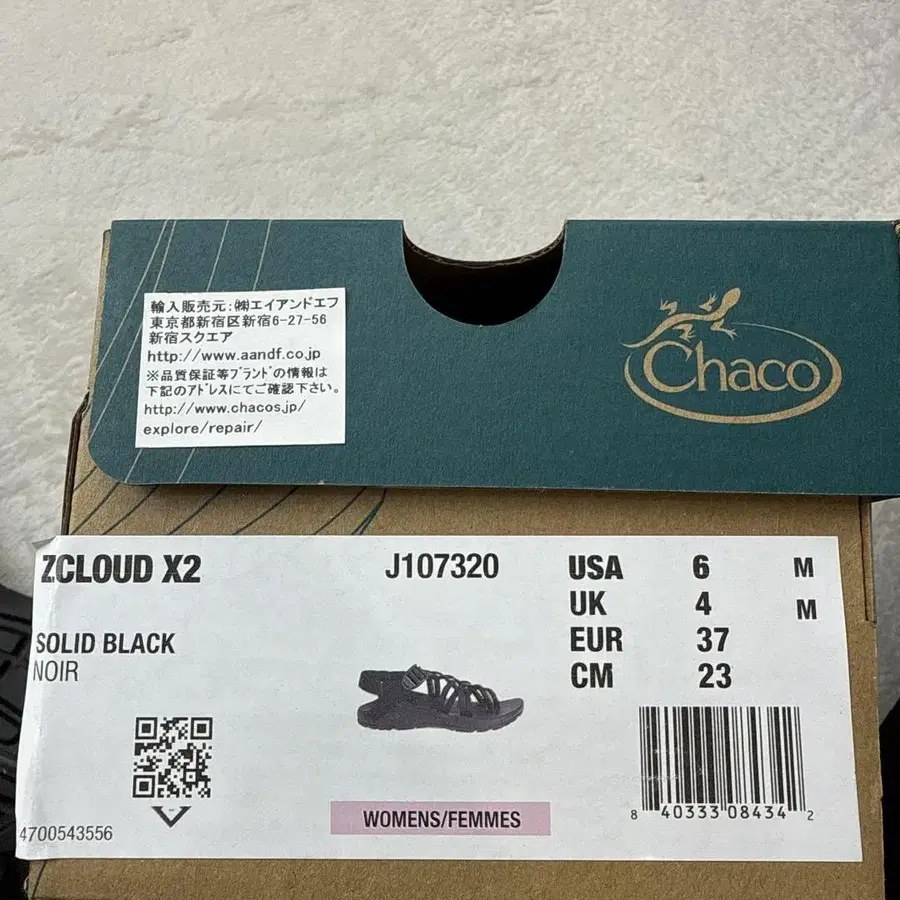 輸入販売元:㈱エイアンドエフ
東京都新宿区新宿6-27-56
新宿スクエア
http://www.aandf.co.jp
※品質保証等ブランドの情報は
下記のアドレスにてご確認下さい。
http://www.chacos.jp/
explore/repair/
Chaco
ZCLOUD X2
J107320
USA 6 M
UK 4 M
EUR 37
CM 23
SOLID BLACK
NOIR
WOMENS/FEMMES
4700543556
8 40333 08434 2